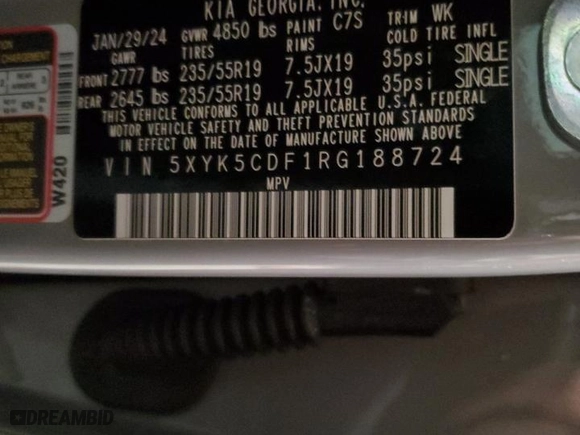 KIA GEORGIA. INC.
JAN/29/24 GVWR 4850 lbs PAINT C7S TRIM WK
GAWR TIRES RIMS COLD TIRE INFL
FRONT 2777 lbs 235/55R19 7.5JX19 35psi SINGLE
REAR 2645 lbs 235/55R19 7.5JX19 35psi SINGLE
THIS VEHICLE CONFORMS TO ALL APPLICABLE U.S.A. FEDERAL
MOTOR VEHICLE SAFETY AND THEFT PREVENTION STANDARDS
IN EFFECT ON THE DATE OF MANUFACTURE SHOWN ABOVE
VIN 5XYK5CDF1RG188724
MPV
W420
DREAMBID